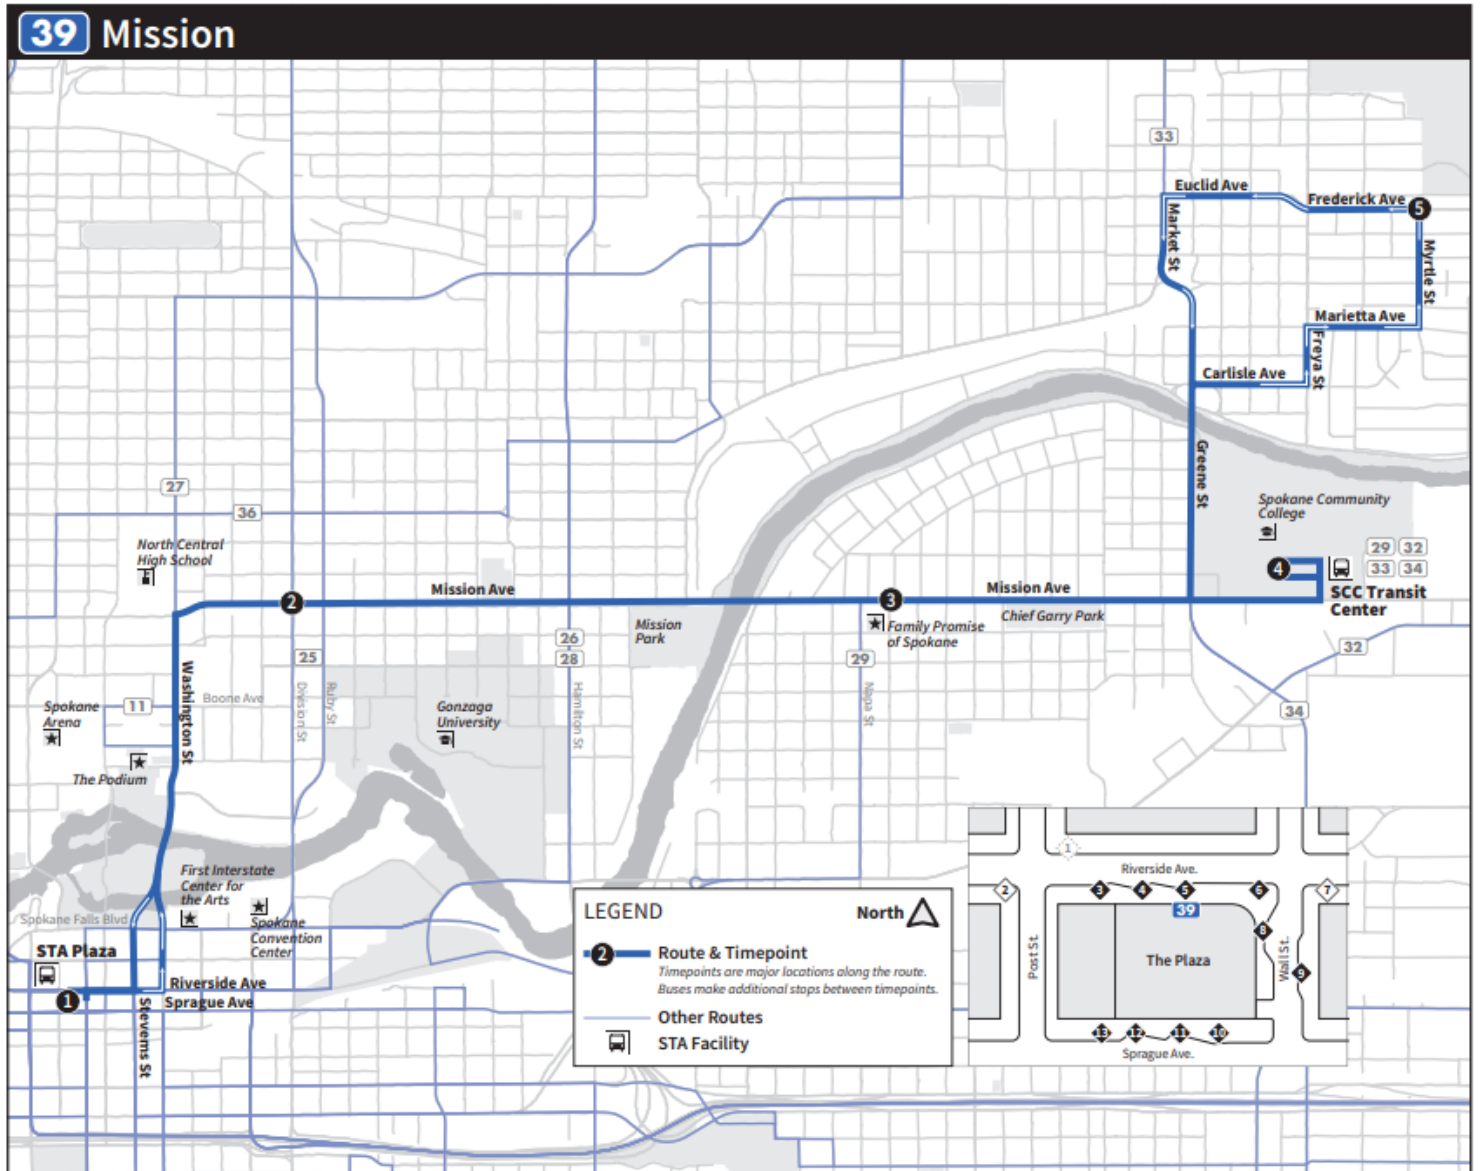 39 Mission
33
Euclid Ave
Frederick Ave
5
Market St
Myrtle St
Marietta Ave
Freya St
Carlisle Ave
Greene St
27
36
North Central
High School
Spokane Community
College
29 32
33 34
4
SCC Transit
Center
2
Mission Ave
3
Mission Ave
Chief Garry Park
Family Promise
of Spokane
Mission
Park
26
28
25
29
32
34
Washington St
Boone Ave
11
Spokane
Arena
The Podium
Division St
Ruby St
Gonzaga
University
Hamilton St
Napa St
First Interstate
Center for
the Arts
Spokane Falls Blvd
Spokane
Convention
Center
STA Plaza
1
Riverside Ave
Sprague Ave
Stevens St
LEGEND
North
2 Route & Timepoint
Timepoints are major locations along the route.
Buses make additional stops between timepoints.
Other Routes
STA Facility
1
Riverside Ave.
2 3 4 5 6 7
39
8
Post St.
The Plaza
Wall St.
9
13 12 11 10
Sprague Ave.